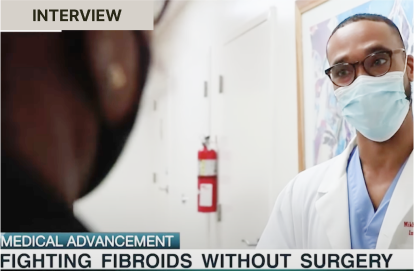 INTERVIEW
MEDICAL ADVANCEMENT
FIGHTING FIBROIDS WITHOUT SURGERY